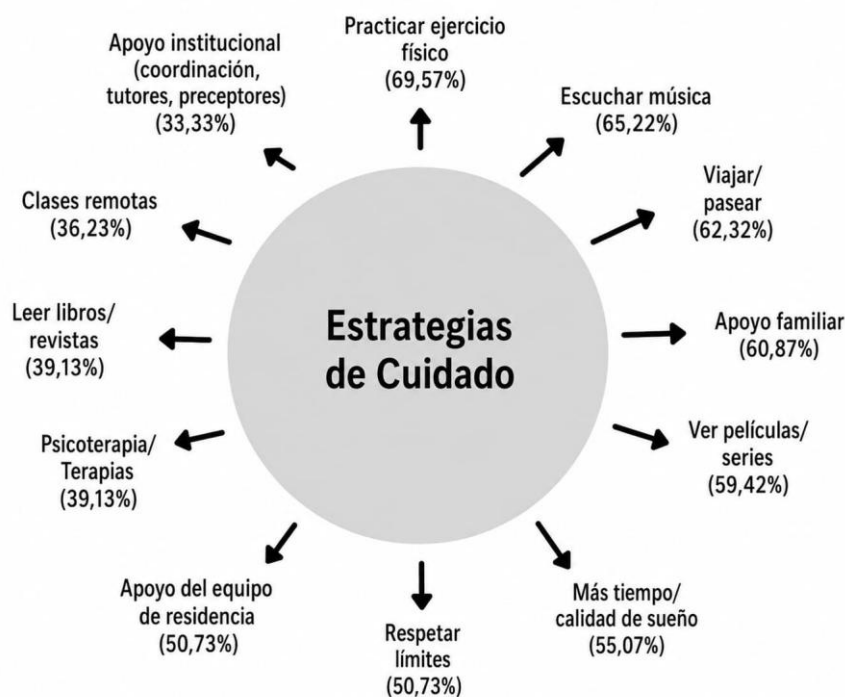 Practicar ejercicio
físico
(69,57%)
Escuchar música
(65,22%)
Viajar/
pasear
(62,32%)
Apoyo familiar
(60,87%)
Ver películas/
series
(59,42%)
Más tiempo/
calidad de sueño
(55,07%)
Respetar
límites
(50,73%)
Apoyo del equipo
de residencia
(50,73%)
Psicoterapia/
Terapias
(39,13%)
Leer libros/
revistas
(39,13%)
Clases remotas
(36,23%)
Apoyo institucional
(coordinación,
tutores, preceptores)
(33,33%)
Estrategias
de Cuidado